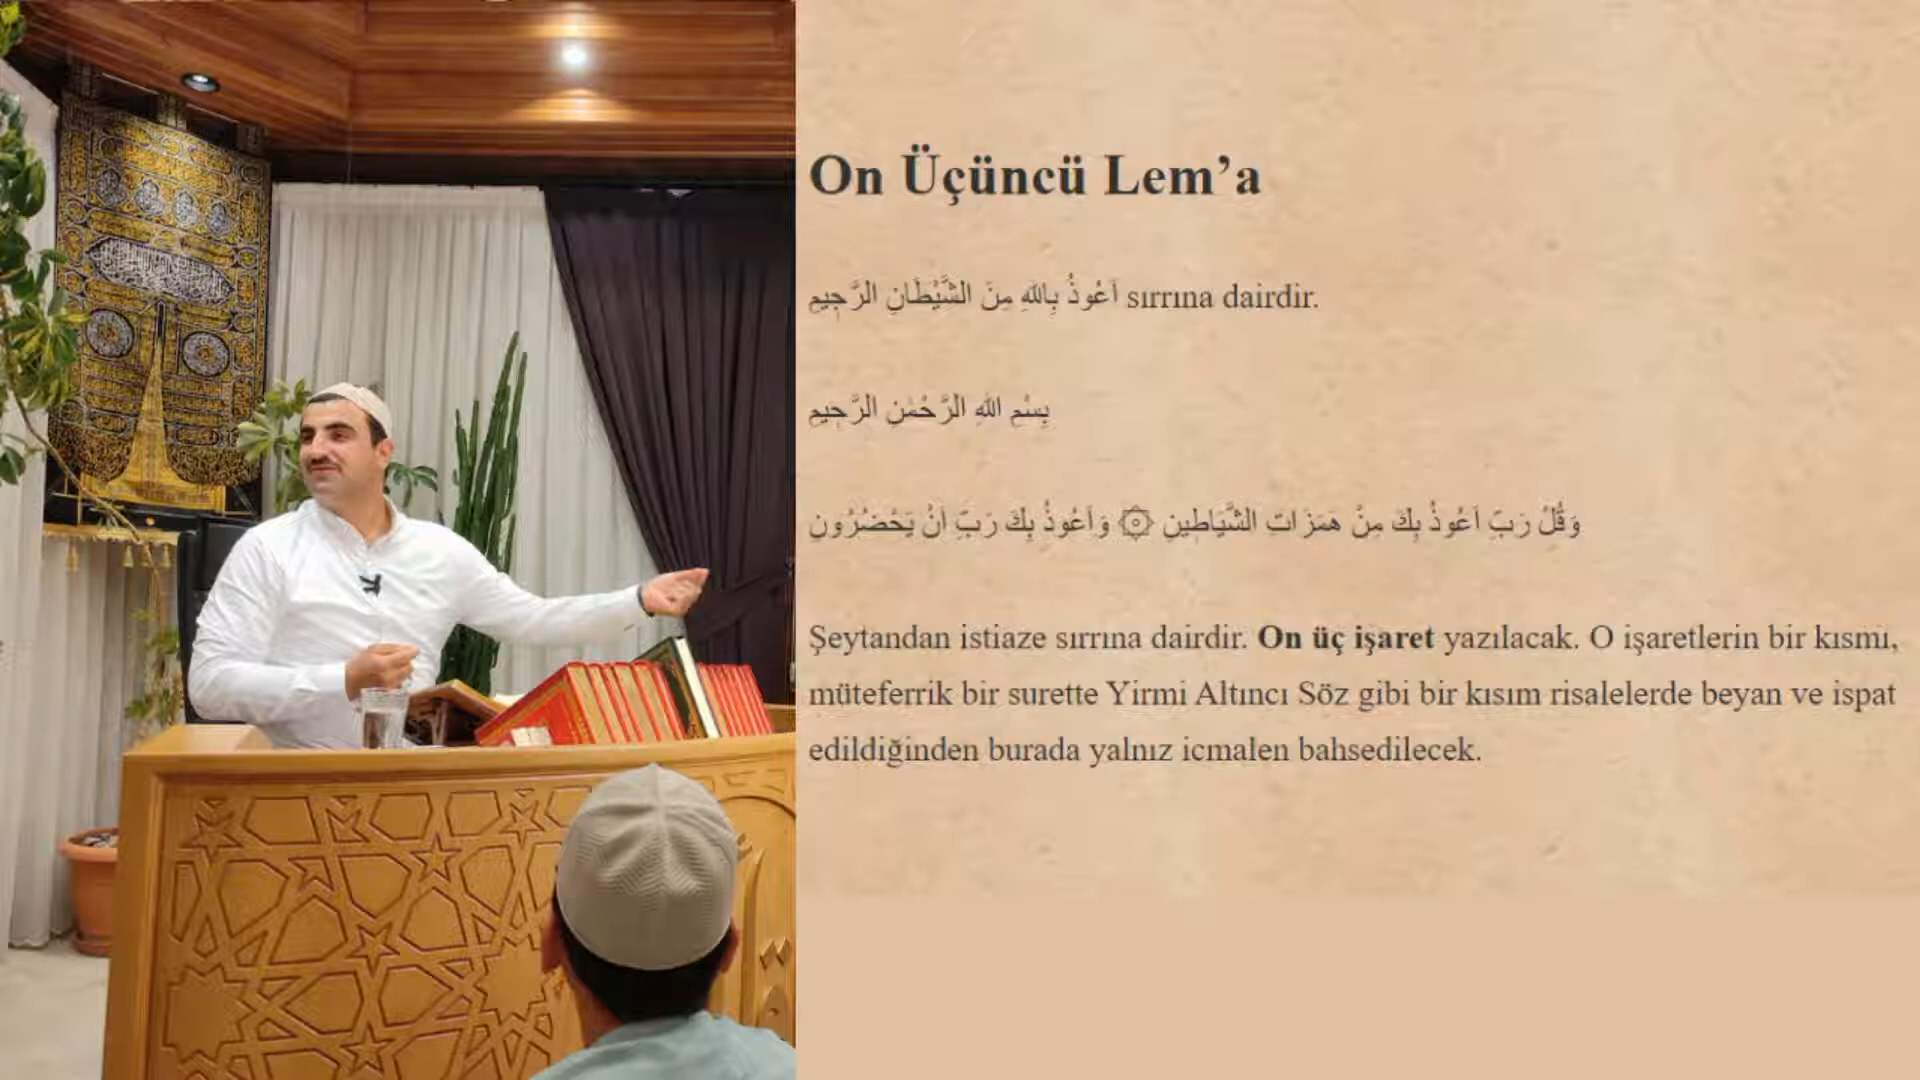 On Üçüncü Lem’a
اَعُوذُ بِاللّٰهِ مِنَ الشَّيْطَانِ الرَّجِيمِ sırrına dairdir.
بِسْمِ اللّٰهِ الرَّحْمٰنِ الرَّحِيمِ
وَقُلْ رَبِّ اَعُوذُ بِكَ مِنْ هَمَزَاتِ الشَّيَاطِينِ ۞ وَاَعُوذُ بِكَ رَبِّ اَنْ يَحْضُرُونِ
Şeytandan istiaze sırrına dairdir. On üç işaret yazılacak. O işaretlerin bir kısmı,
müteferrik bir surette Yirmi Altıncı Söz gibi bir kısım risalelerde beyan ve ispat
edildiğinden burada yalnız icmalen bahsedilecek.